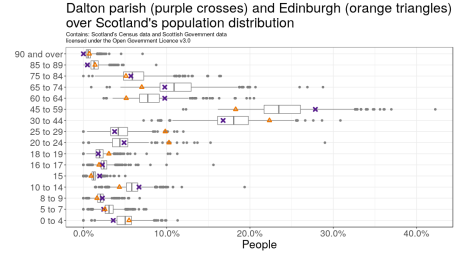 Dalton parish (purple crosses) and Edinburgh (orange triangles)
over Scotland's population distribution
Contains: Scotland's Census data and Scottish Government data
licensed under the Open Government Licence v3.0
90 and over
85 to 89
75 to 84
65 to 74
60 to 64
45 to 59
30 to 44
25 to 29
20 to 24
18 to 19
16 to 17
15
10 to 14
8 to 9
5 to 7
0 to 4
0.0% 10.0% 20.0% 30.0% 40.0%
People